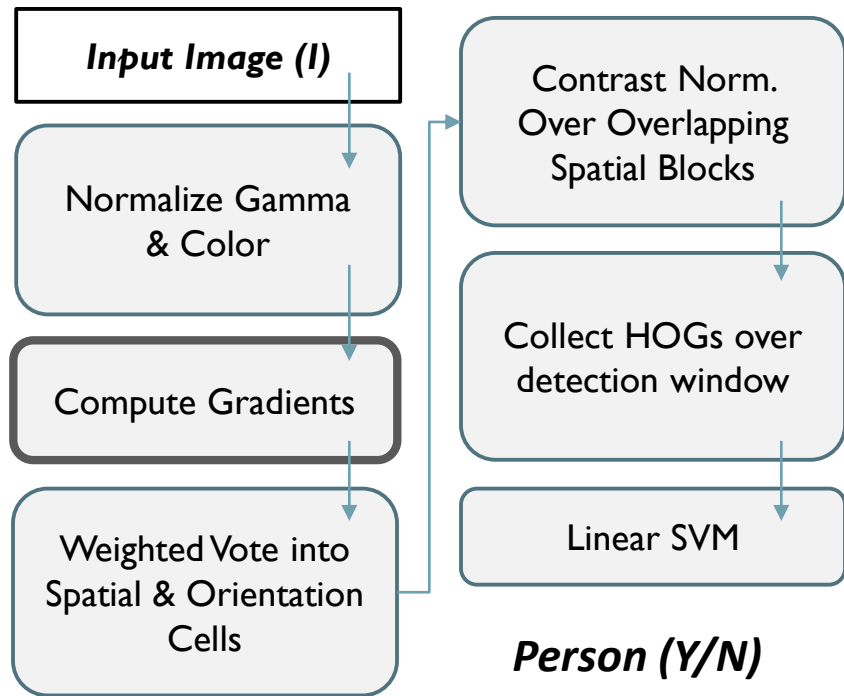 Input Image (I)
Normalize Gamma
& Color
Compute Gradients
Weighted Vote into
Spatial & Orientation
Cells
Contrast Norm.
Over Overlapping
Spatial Blocks
Collect HOGs over
detection window
Linear SVM
Person (Y/N)